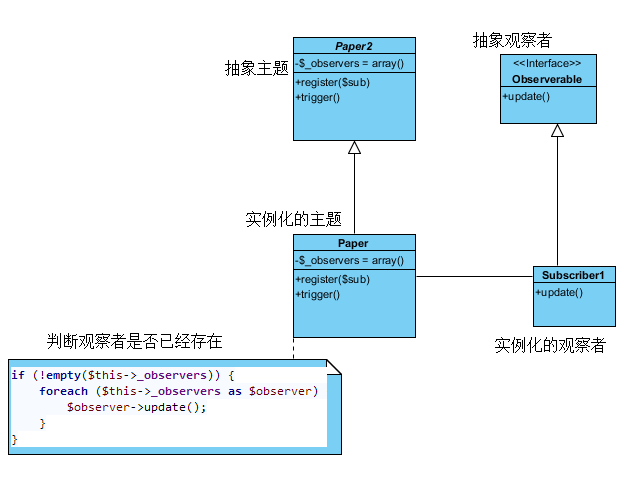 抽象观察者
Paper2
抽象主题
-$_observers = array()
+register($sub)
+trigger()
<<Interface>>
Observerable
+update()
实例化的主题
Paper
-$_observers = array()
+register($sub)
+trigger()
Subscriber1
+update()
实例化的观察者
判断观察者是否已经存在
if (!empty($this->_observers)) {
foreach ($this->_observers as $observer)
$observer->update();
}
}